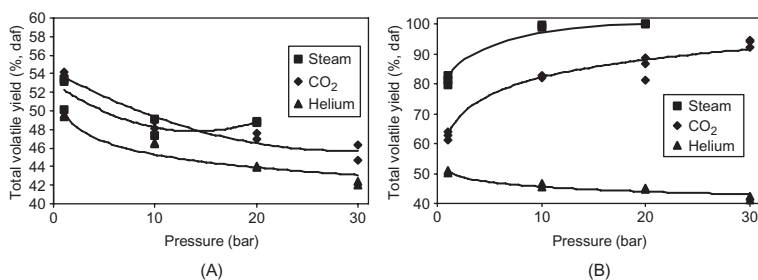 Total volatile yield (%, daf)
60
58
56
54
52
50
48
46
44
42
40
Steam
CO2
Helium
0
10
20
30
Pressure (bar)
(A)
Total volatile yield (%, daf)
100
90
80
70
60
50
40
Steam
CO2
Helium
0
10
20
30
Pressure (bar)
(B)